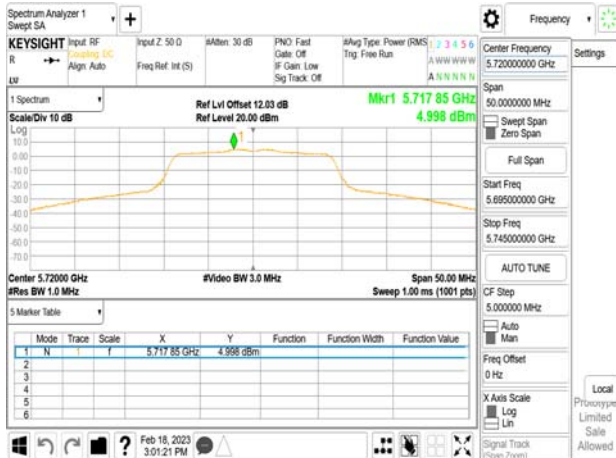 Spectrum Analyzer 1
Swept SA
+
Frequency
KEYSIGHT
R
Input: RF
Coupling: DC
Align: Auto
Input Z: 50 Ω
Freq Ref: Int (S)
#Atten: 30 dB
PNO: Fast
Gate: Off
IF Gain: Low
Sig Track: Off
#Avg Type: Power (RMS
Trig: Free Run
1 2 3 4 5 6
A WW WW W
A N N N N N
1 Spectrum
Scale/Div 10 dB
Ref Lvl Offset 12.03 dB
Ref Level 20.00 dBm
Mkr1 5.717 85 GHz
4.998 dBm
Log
10.0
0.00
-10.0
-20.0
-30.0
-40.0
-50.0
-60.0
-70.0
1
Center 5.72000 GHz
#Res BW 1.0 MHz
#Video BW 3.0 MHz
Span 50.00 MHz
Sweep 1.00 ms (1001 pts)
5 Marker Table
Mode Trace Scale X Y Function Function Width Function Value
1 N 1 f 5.717 85 GHz 4.998 dBm
2
3
4
5
6
Feb 18, 2023
3:01:21 PM
Center Frequency
5.720000000 GHz
Span
50.0000000 MHz
Swept Span
Zero Span
Full Span
Start Freq
5.695000000 GHz
Stop Freq
5.745000000 GHz
AUTO TUNE
CF Step
5.000000 MHz
Auto
Man
Freq Offset
0 Hz
X Axis Scale
Log
Lin
Signal Track
(Span Zoom)
Settings
Local
Prototype
Limited
Sale
Allowed